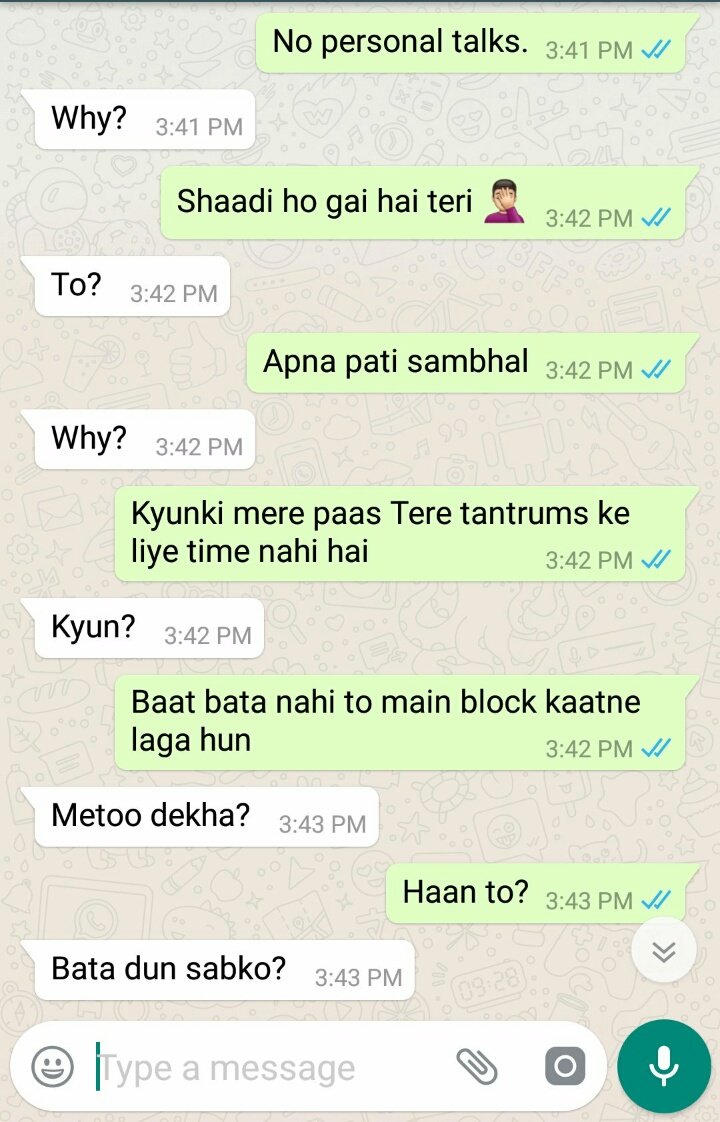 No personal talks. 3:41 PM
Why? 3:41 PM
Shaadi ho gai hai teri 🤦🏻‍♂️ 3:42 PM
To? 3:42 PM
Apna pati sambhal 3:42 PM
Why? 3:42 PM
Kyunki mere paas Tere tantrums ke
liye time nahi hai 3:42 PM
Kyun? 3:42 PM
Baat bata nahi to main block kaatne
laga hun 3:42 PM
Metoo dekha? 3:43 PM
Haan to? 3:43 PM
Bata dun sabko? 3:43 PM
Type a message